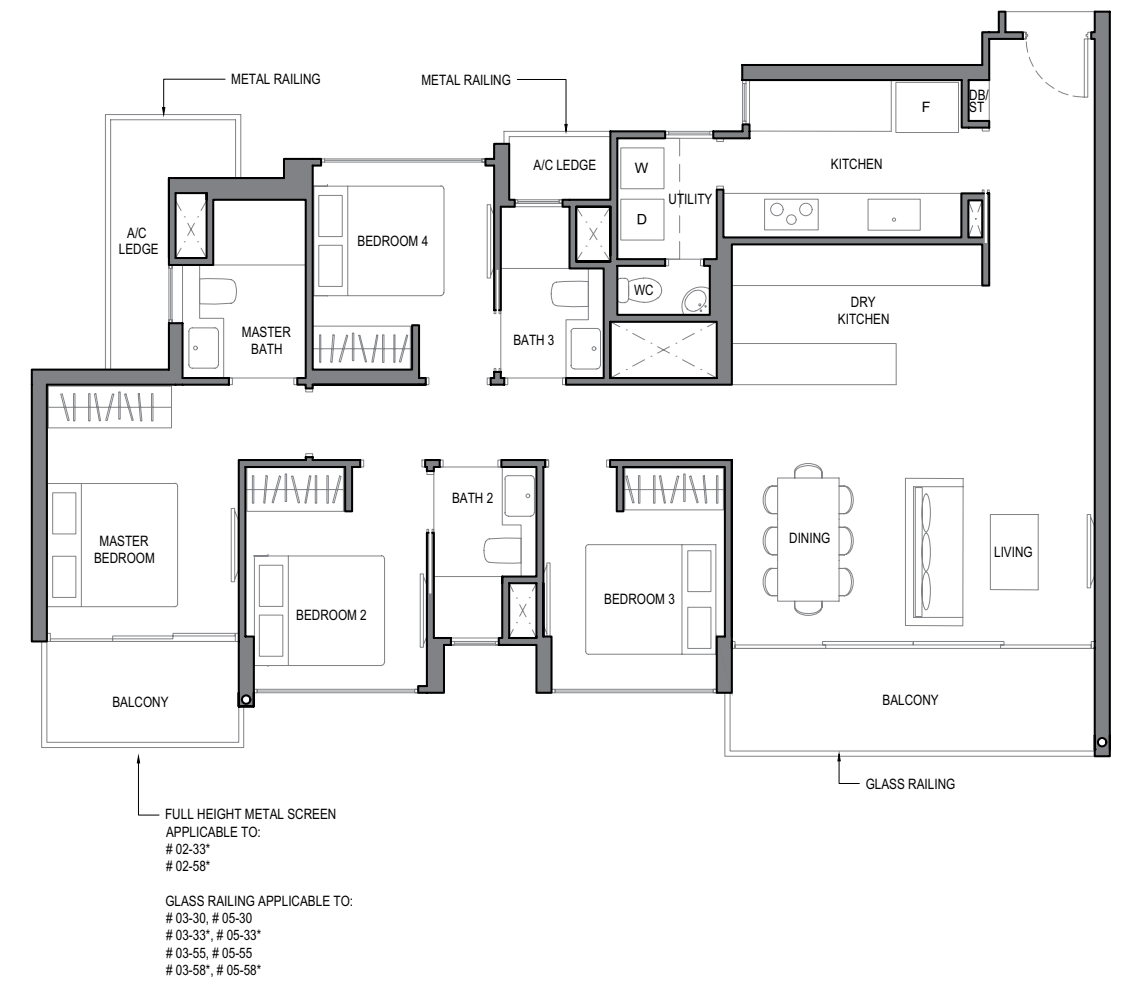 METAL RAILING
METAL RAILING
DB/
ST
F
KITCHEN
A/C LEDGE
W
UTILITY
D
A/C
LEDGE
BEDROOM 4
WC
DRY
KITCHEN
MASTER
BATH
BATH 3
BATH 2
MASTER
BEDROOM
DINING
LIVING
BEDROOM 2
BEDROOM 3
BALCONY
BALCONY
GLASS RAILING
FULL HEIGHT METAL SCREEN
APPLICABLE TO:
# 02-33*
# 02-58*
GLASS RAILING APPLICABLE TO:
# 03-30, # 05-30
# 03-33*, # 05-33*
# 03-55, # 05-55
# 03-58*, # 05-58*